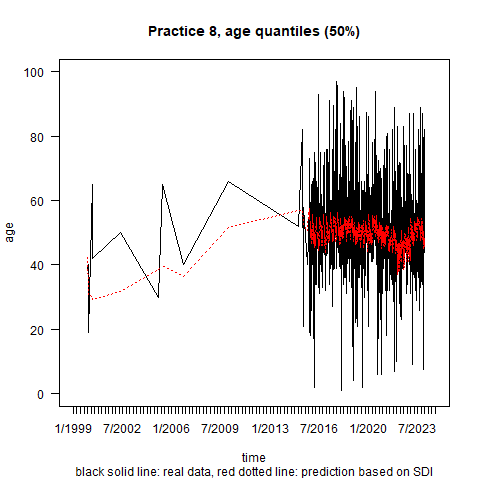 Practice 8, age quantiles (50%)
100
80
60
40
20
0
age
1/1999 7/2002 1/2006 7/2009 1/2013 7/2016 1/2020 7/2023
time
black solid line: real data, red dotted line: prediction based on SDI